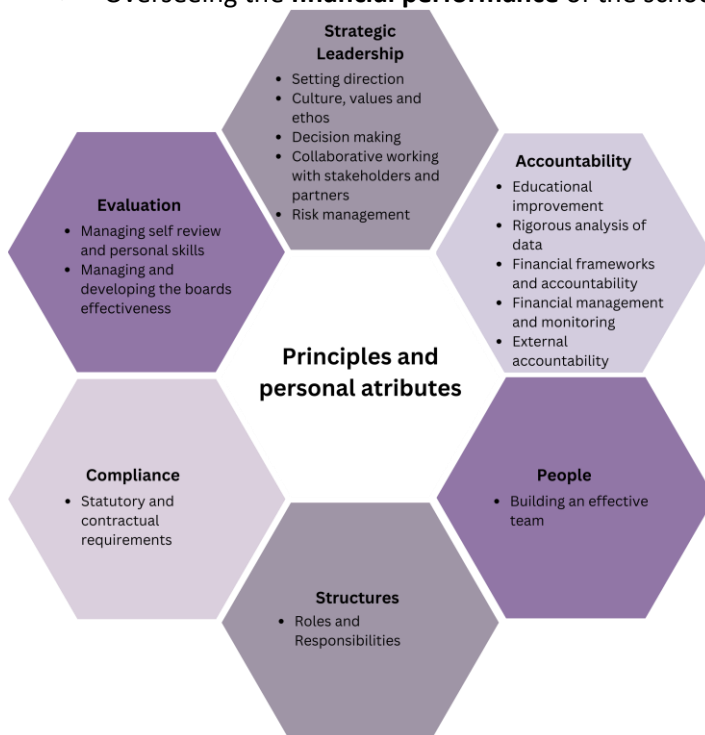 Overseeing the financial performance of the schoo
Strategic
Leadership
• Setting direction
• Culture, values and
ethos
• Decision making
• Collaborative working
with stakeholders and
partners
• Risk management
Accountability
• Educational
improvement
• Rigorous analysis of
data
• Financial frameworks
and accountability
• Financial management
and monitoring
• External
accountability
Evaluation
• Managing self review
and personal skills
• Managing and
developing the boards
effectiveness
Principles and
personal atributes
Compliance
• Statutory and
contractual
requirements
People
• Building an effective
team
Structures
• Roles and
Responsibilities